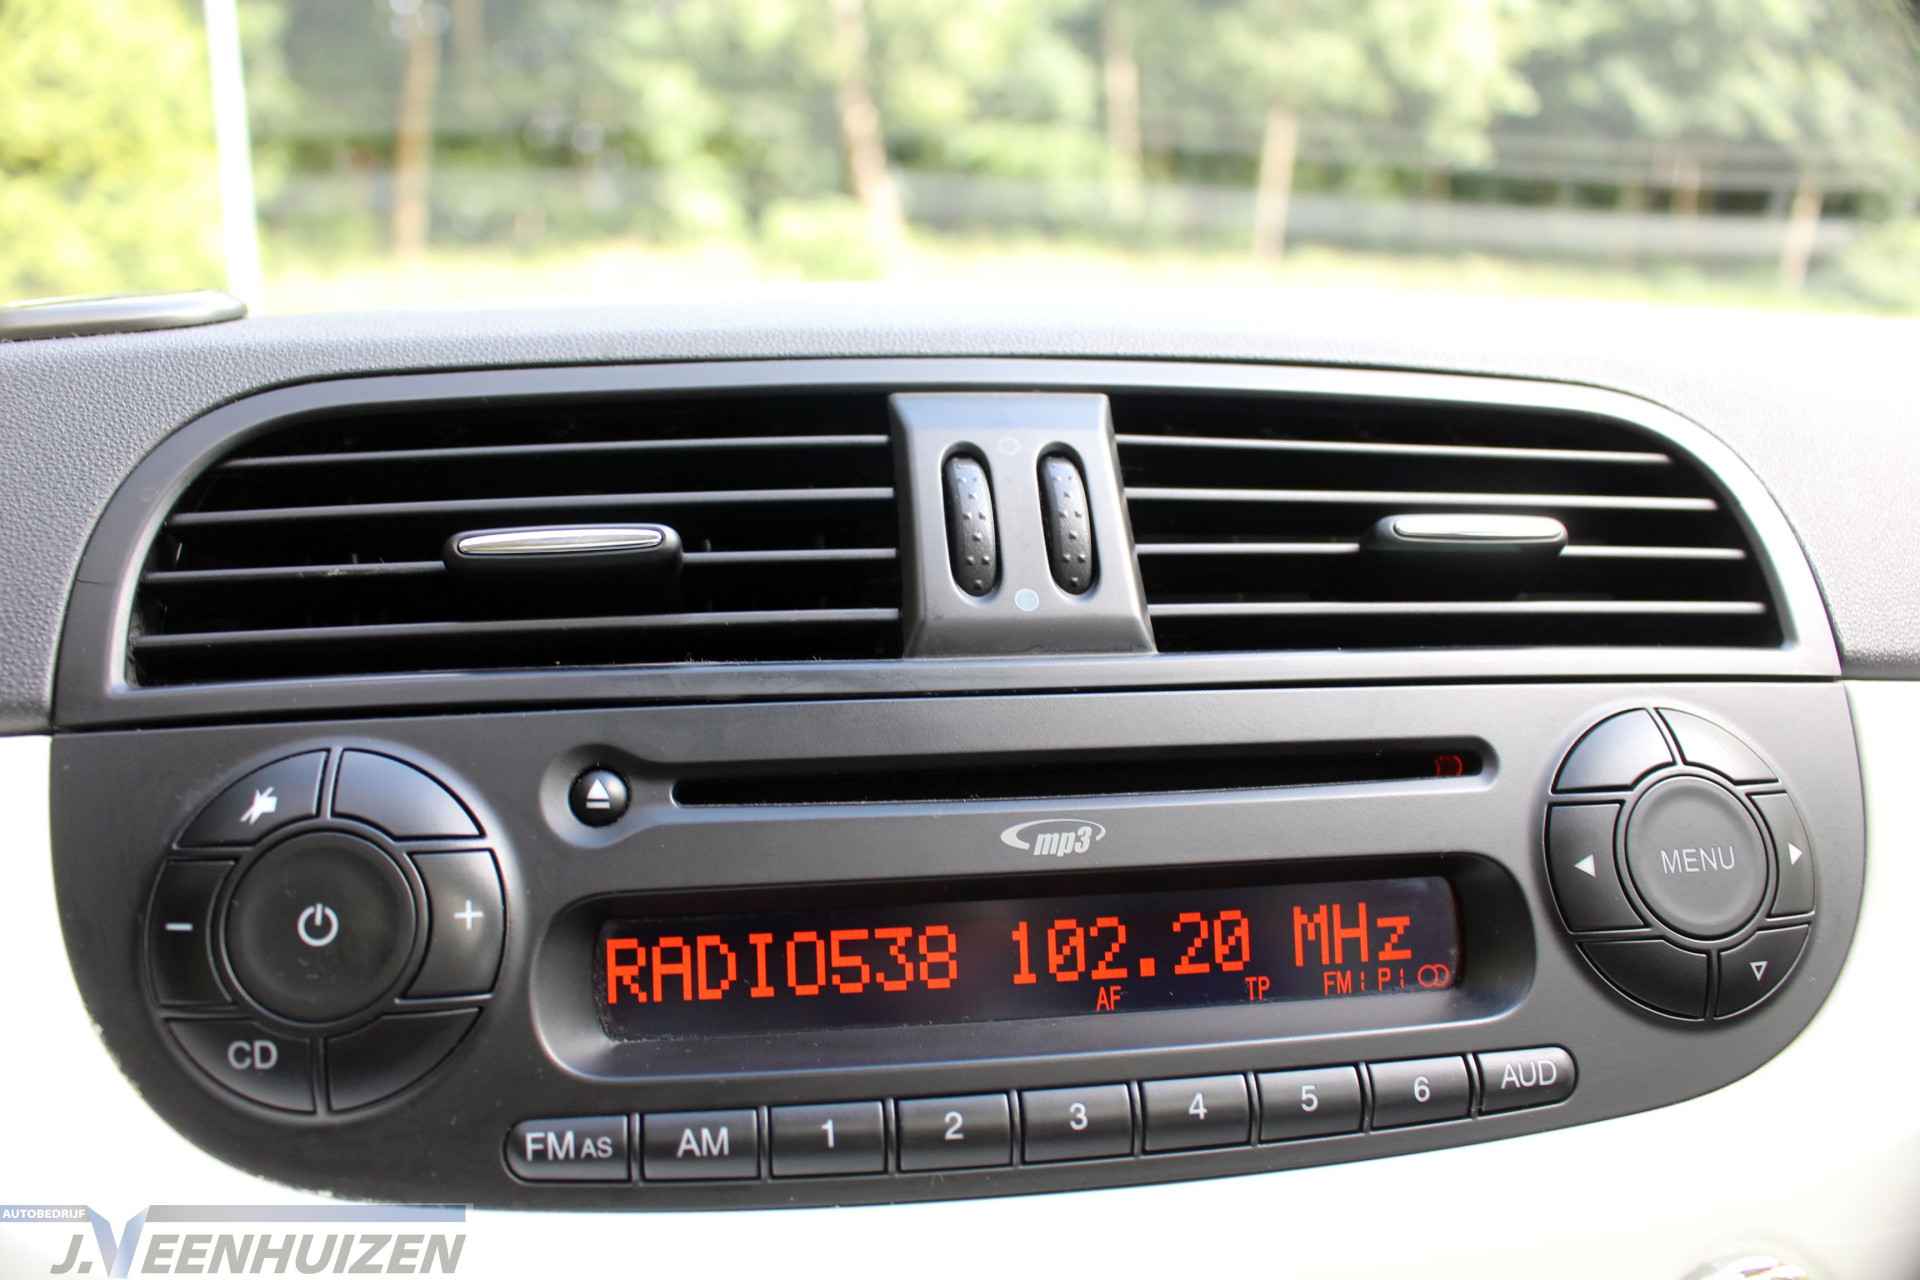 mp3
MENU
RADIO538 102.20 MHz
AF TP FM P
CD
FM AS AM 1 2 3 4 5 6 AUD
AUTOBEDRIJF
J.VEENHUIZEN